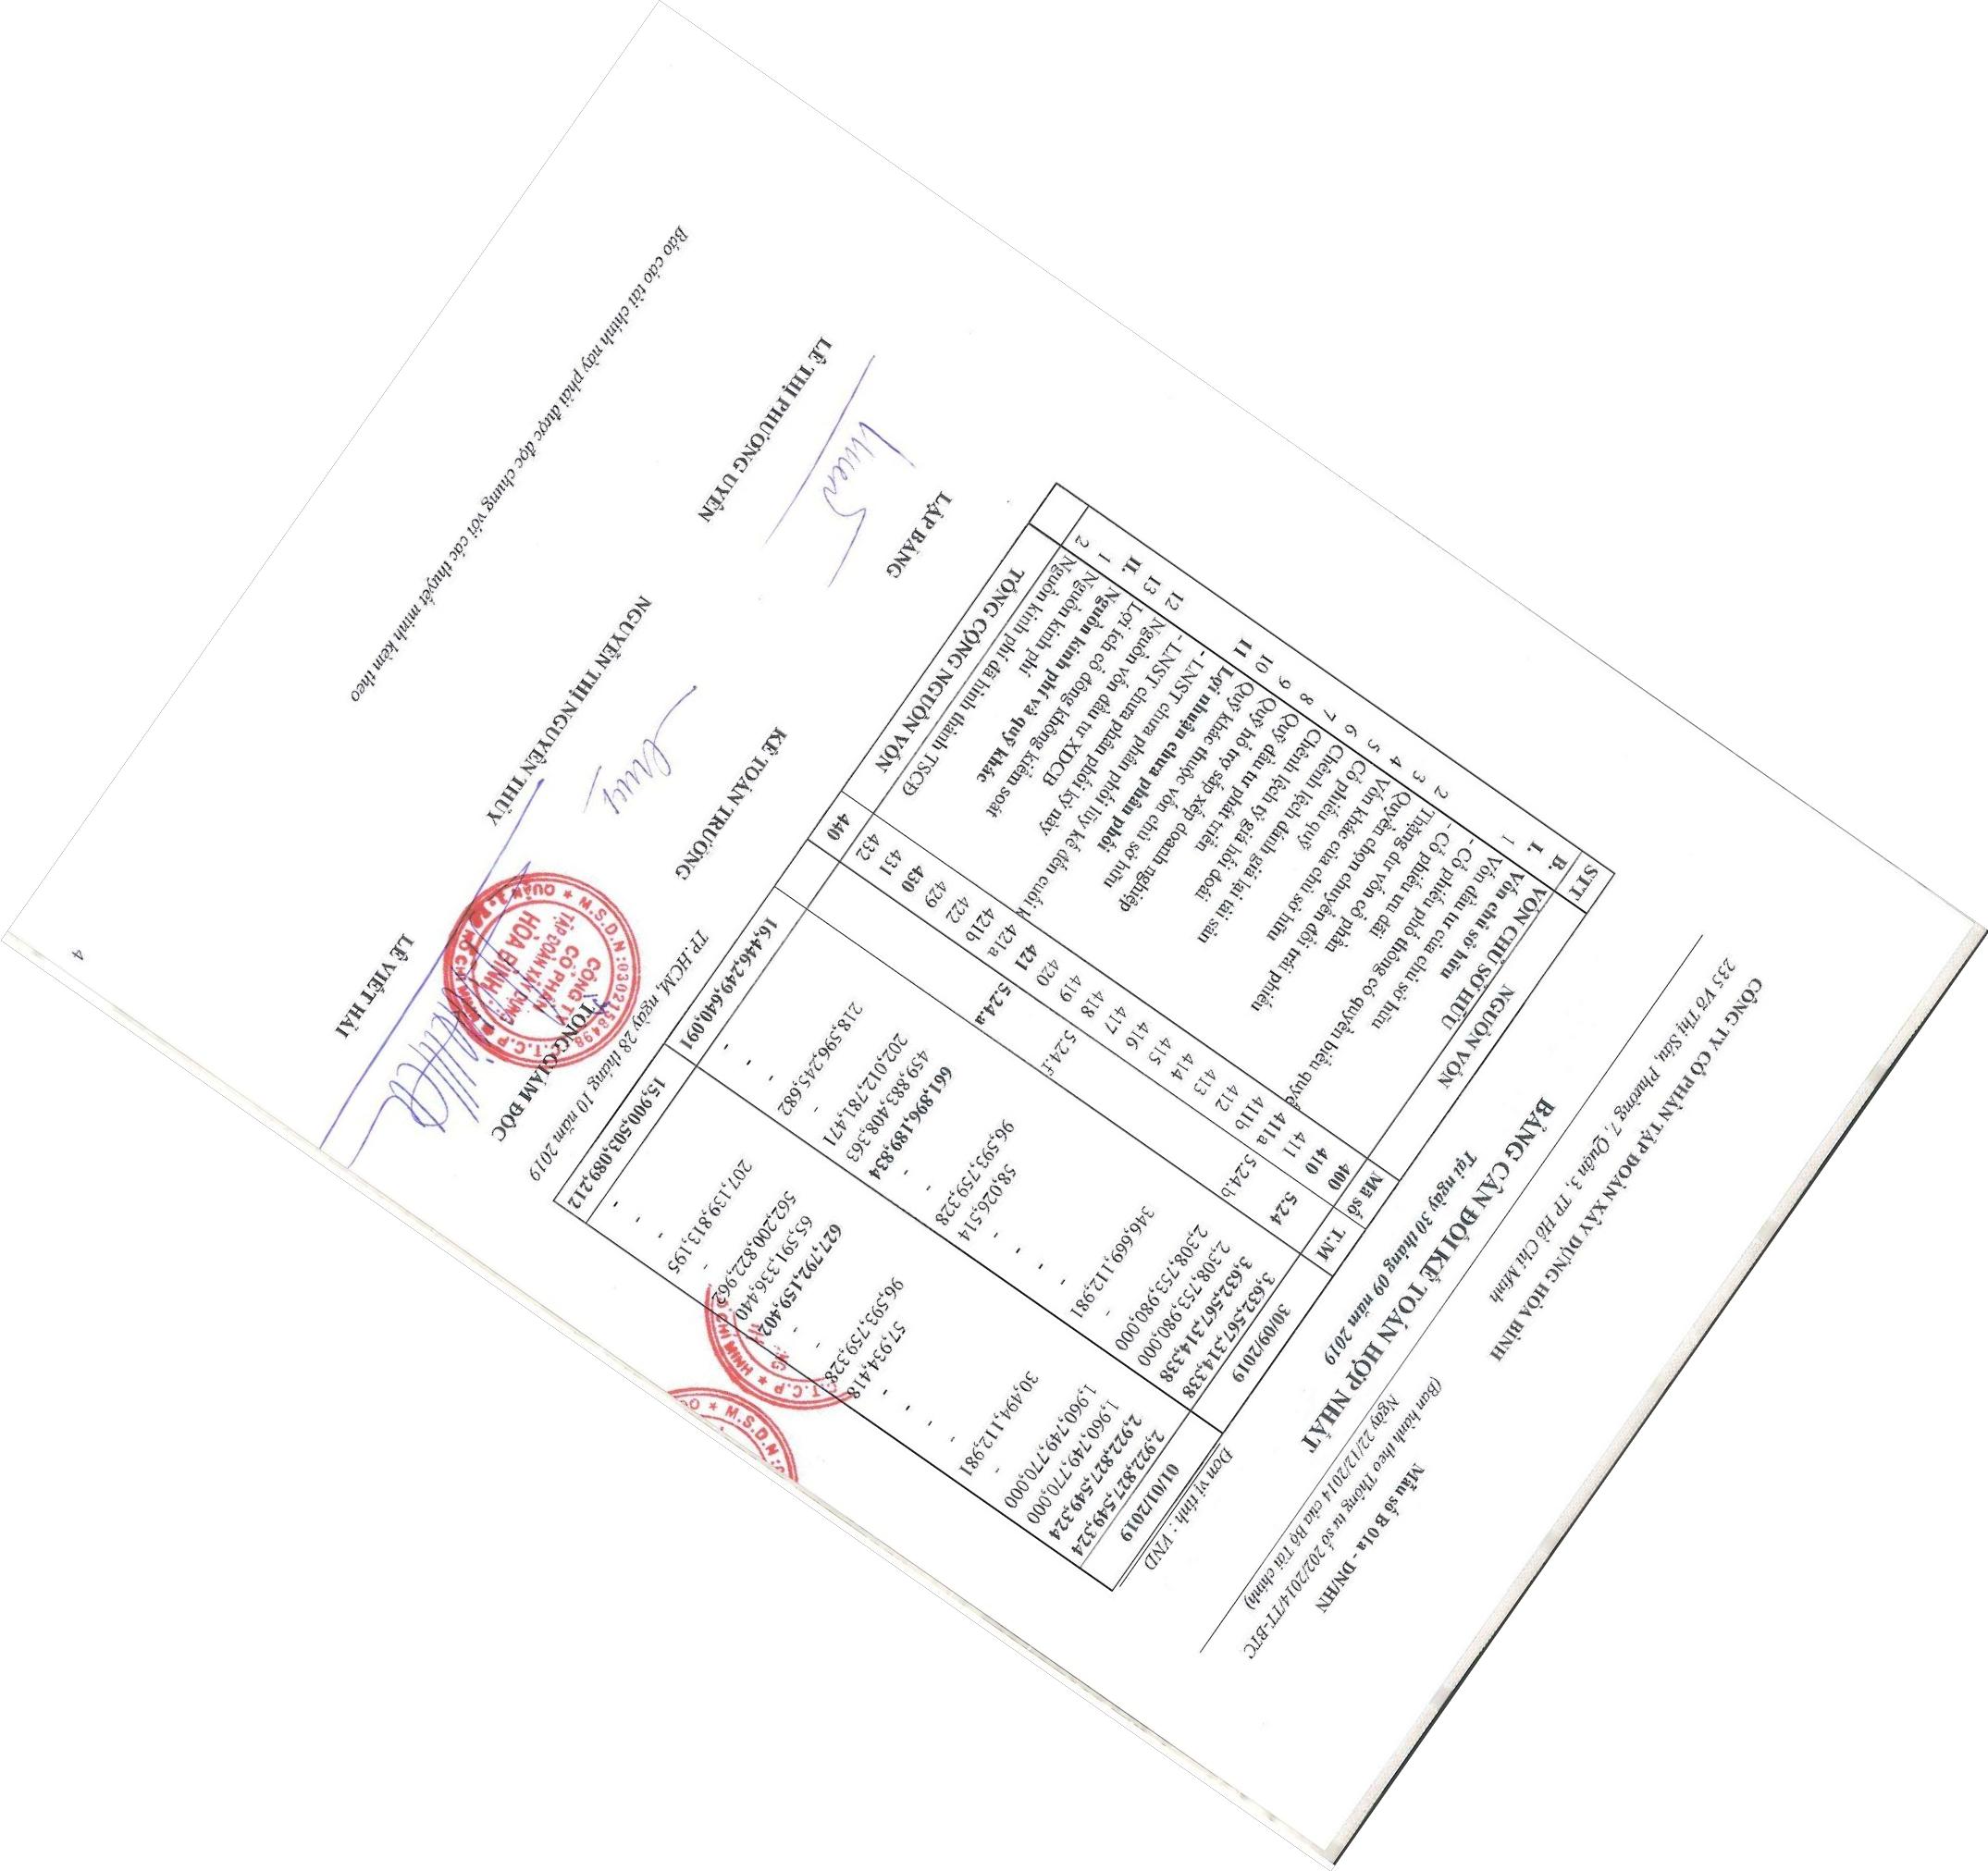 CÔNG TY CỔ PHẦN TẬP ĐOÀN XÂY DỰNG HÒA BÌNH
235 Võ Thị Sáu, Phường 7, Quận 3, TP Hồ Chí Minh
Mẫu số B 01a - DN/HN
(Ban hành theo Thông tư số 202/2014/TT-BTC
Ngày 22/12/2014 của Bộ Tài chính)
BẢNG CÂN ĐỐI KẾ TOÁN HỢP NHẤT
Tại ngày 30 tháng 09 năm 2019
Đơn vị tính : VND
STT NGUỒN VỐN Mã số T.M 30/09/2019 01/01/2019
B. VỐN CHỦ SỞ HỮU 400 5.24 3,632,567,314,338 2,922,827,549,324
I. Vốn chủ sở hữu 410 3,632,567,314,338 2,922,827,549,324
1 Vốn đầu tư của chủ sở hữu 411 2,308,753,980,000 1,960,749,770,000
- Cổ phiếu phổ thông có quyền biểu quyế 411a 5.24.b 2,308,753,980,000 1,960,749,770,000
- Cổ phiếu ưu đãi 411b - -
2 Thặng dư vốn cổ phần 412 346,669,112,981 30,494,112,981
3 Quyền chọn chuyển đổi trái phiếu 413 - -
4 Vốn khác của chủ sở hữu 414 - -
5 Cổ phiếu quỹ 415 - -
6 Chênh lệch đánh giá lại tài sản 416 - -
7 Chênh lệch tỷ giá hối đoái 417 58,026,514 57,934,418
8 Quỹ đầu tư phát triển 418 5.24.f 96,593,759,328 96,593,759,328
9 Quỹ hỗ trợ sắp xếp doanh nghiệp 419 - -
10 Quỹ khác thuộc vốn chủ sở hữu 420 - -
11 Lợi nhuận chưa phân phối 421 5.24.a 661,896,189,834 627,792,159,402
- LNST chưa phân phối lũy kế đến cuối k 421a 459,883,408,363 65,591,336,440
- LNST chưa phân phối kỳ này 421b 202,012,781,471 562,200,822,962
12 Nguồn vốn đầu tư XDCB 422 - -
13 Lợi ích cổ đông không kiểm soát 429 218,596,245,682 207,139,813,195
II. Nguồn kinh phí và quỹ khác 430 - -
1 Nguồn kinh phí 431 - -
2 Nguồn kinh phí đã hình thành TSCĐ 432 - -
TỔNG CỘNG NGUỒN VỐN 440 16,446,249,640,091 15,900,503,089,212
TP.HCM, ngày 28 tháng 10 năm 2019
LẬP BẢNG KẾ TOÁN TRƯỞNG TỔNG GIÁM ĐỐC
M.S.D.N:0302158498
C.T.C.P
CÔNG TY
CỔ PHẦN
TẬP ĐOÀN XÂY DỰNG
HÒA BÌNH
LÊ THỊ PHƯƠNG UYÊN NGUYỄN THỊ NGUYÊN THÚY LÊ VIẾT HẢI
Báo cáo tài chính này phải được đọc chung với các thuyết minh kèm theo
4